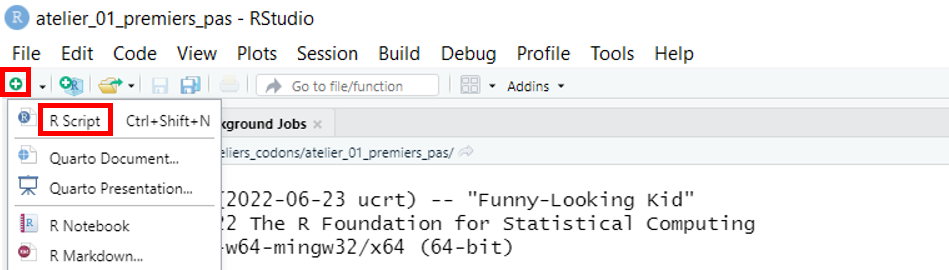 R atelier_01_premiers_pas - RStudio
File Edit Code View Plots Session Build Debug Profile Tools Help
Go to file/function Addins
R Script Ctrl+Shift+N
kground Jobs
Quarto Document...
eliers_codons/atelier_01_premiers_pas/
Quarto Presentation...
(2022-06-23 ucrt) -- "Funny-Looking Kid"
R Notebook
22 The R Foundation for Statistical Computing
R Markdown...
-w64-mingw32/x64 (64-bit)